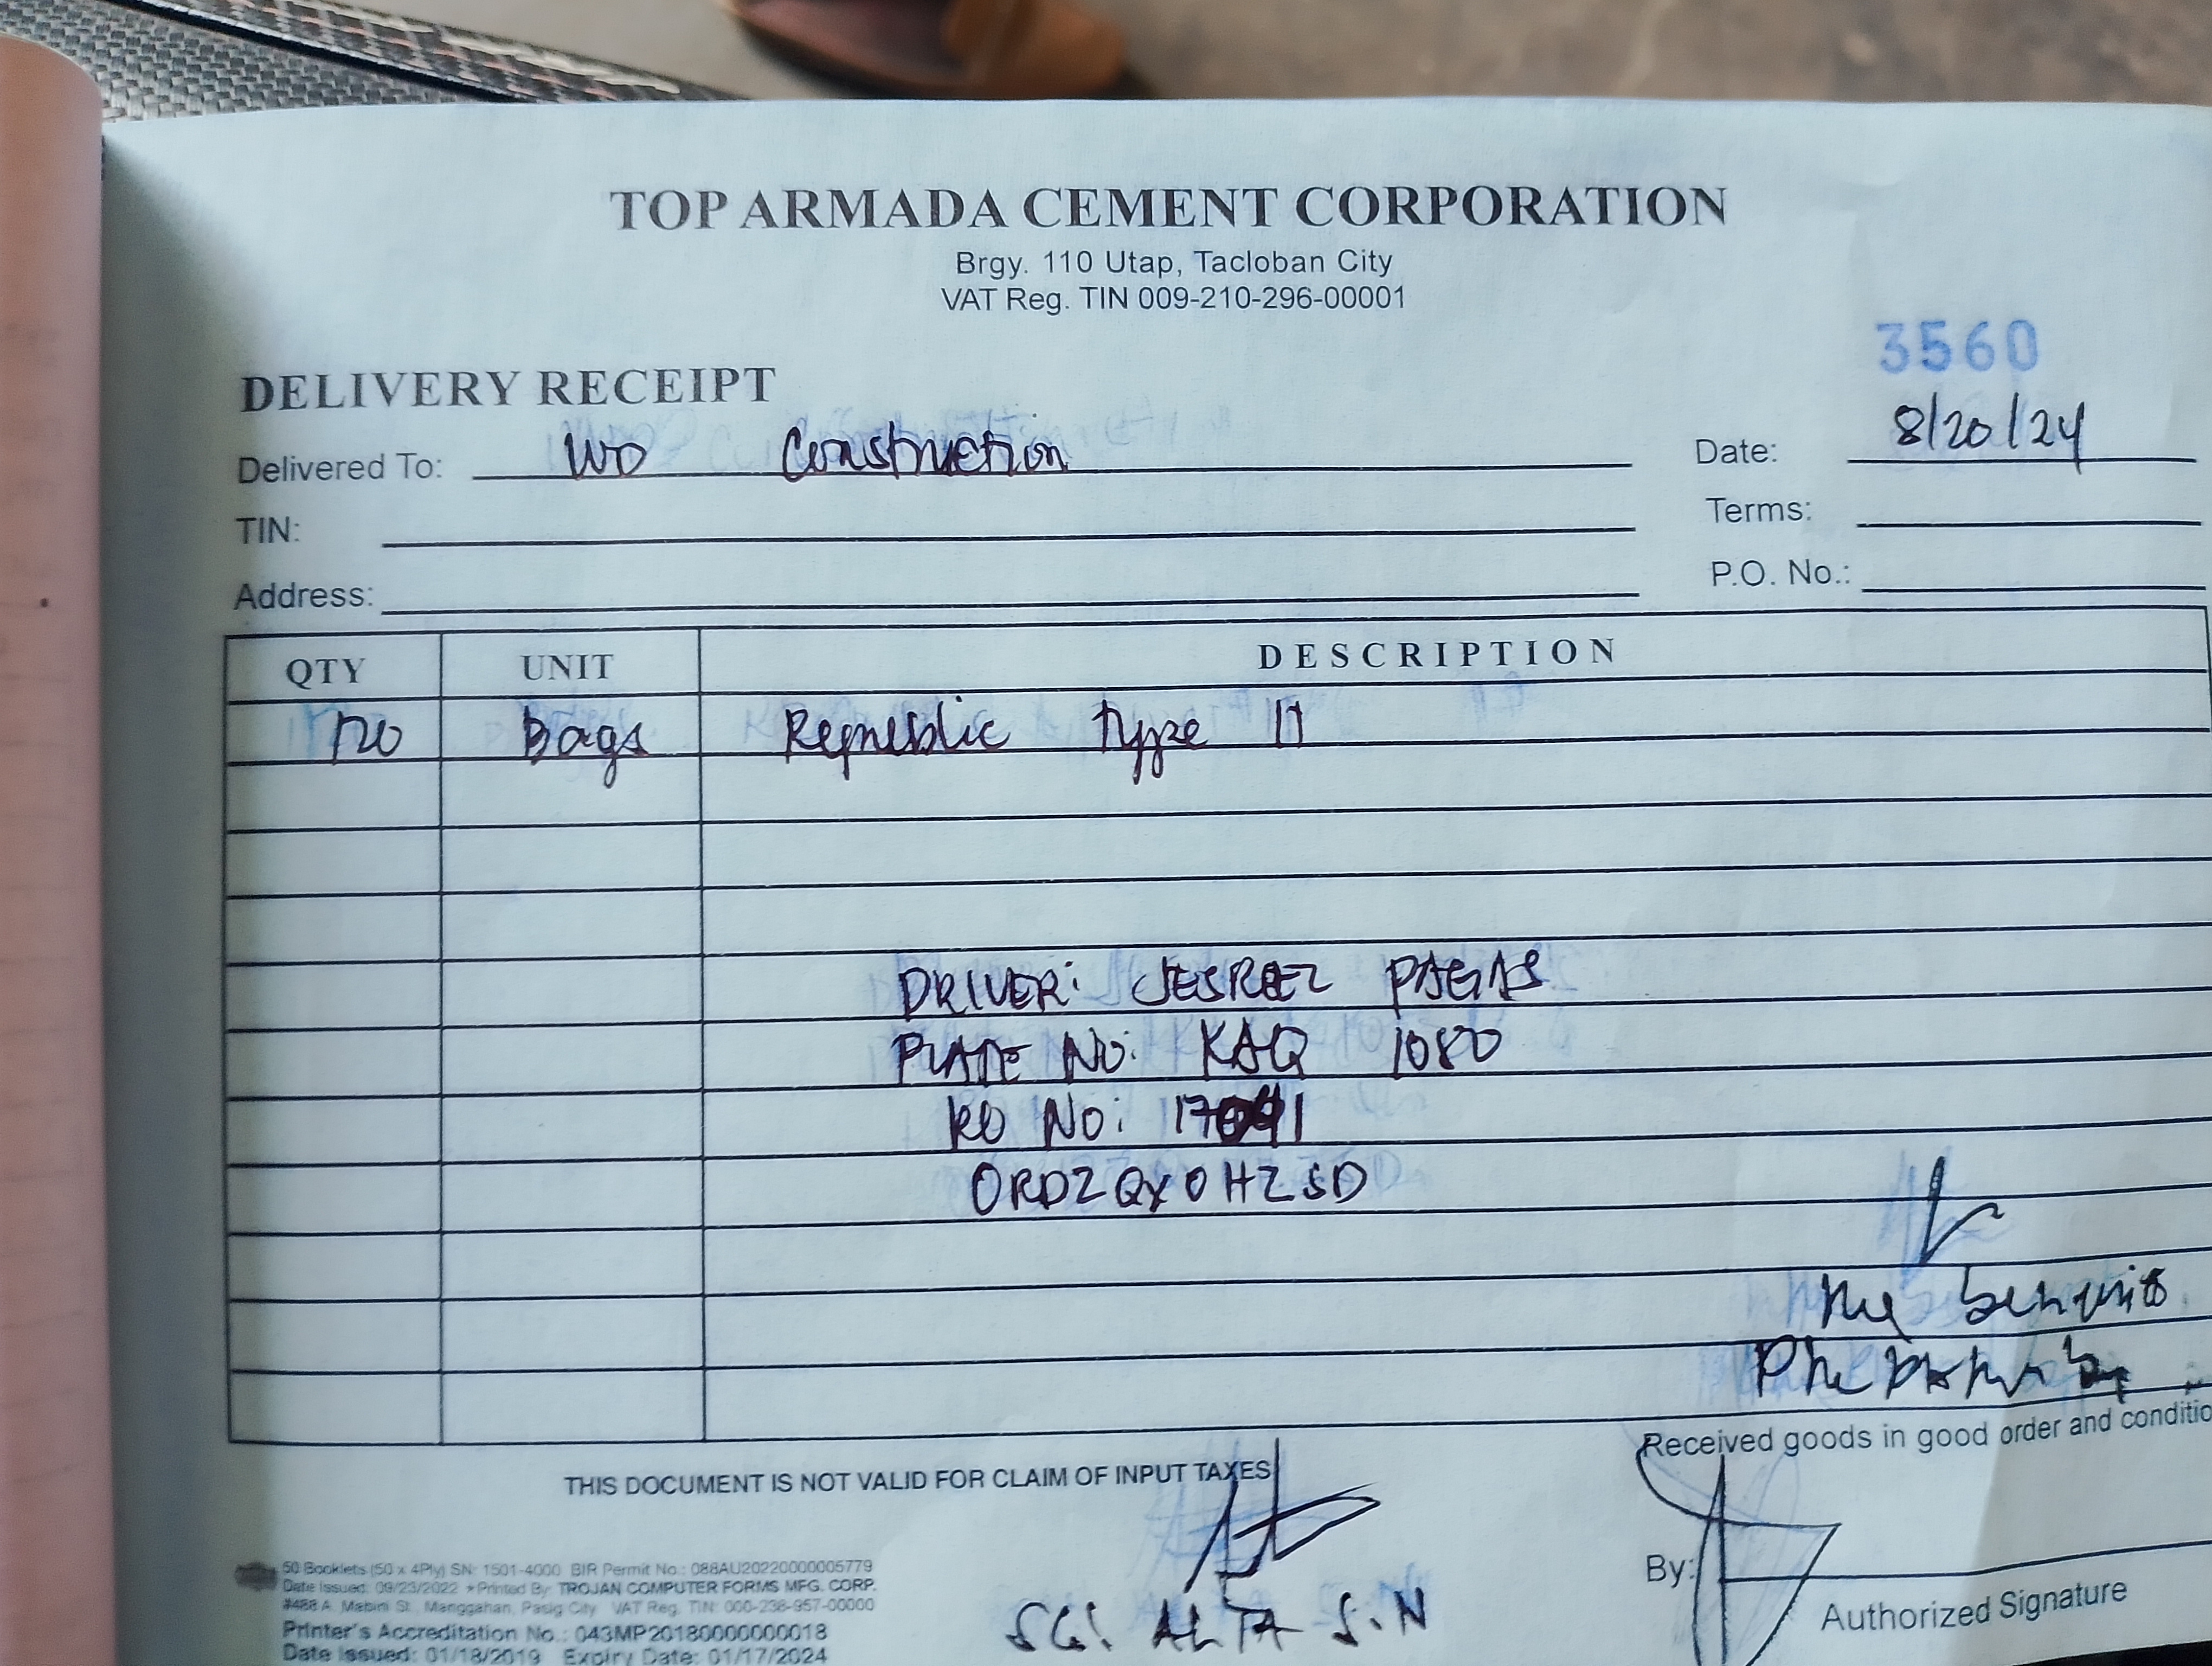 TOP ARMADA CEMENT CORPORATION
Brgy. 110 Utap, Tacloban City
VAT Reg. TIN 009-210-296-00001
3560
DELIVERY RECEIPT
Delivered To: WD Construction Date: 8/20/24
TIN: Terms:
Address: P.O. No.:
QTY UNIT DESCRIPTION
Bags Republic Type
DRIVER: PAGAS
PLATE NO: KAQ 1080
NO:
ORDZQX0HZSD
Received goods in good order and conditio
THIS DOCUMENT IS NOT VALID FOR CLAIM OF INPUT TAXES
50 Booklets (50 x 4Ply) SN: 1501-4000 BIR Permit No.: 088AU20220000005779
Date Issued: 09/23/2022 * Printed By: TROJAN COMPUTER FORMS MFG. CORP.
#488 A. Mabini St. Manggahan, Pasig City VAT Reg. TIN: 000-238-957-00000
Printer's Accreditation No.: 043MP20180000000018
Date Issued: 01/18/2019 Expiry Date: 01/17/2024
ALTA S.N
By:
Authorized Signature